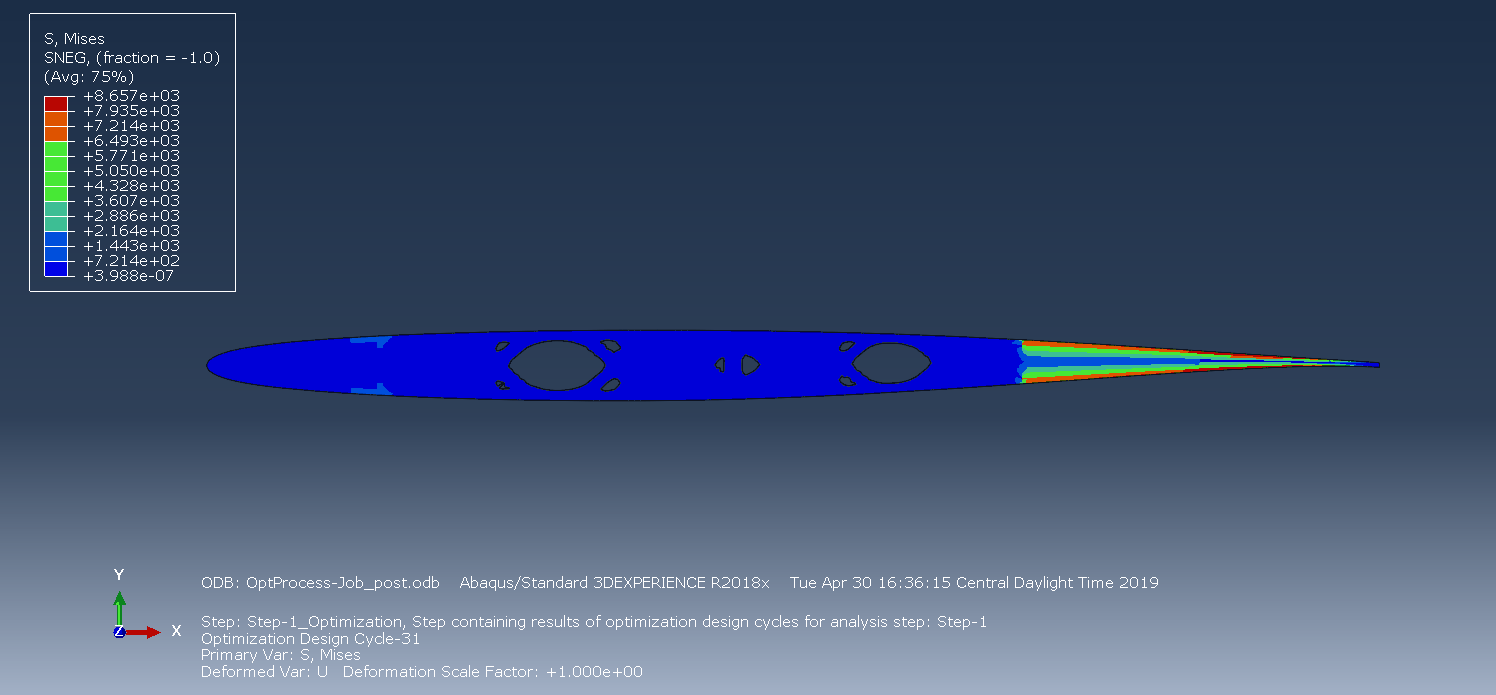 S, Mises
SNEG, (fraction = -1.0)
(Avg: 75%)
+8.657e+03
+7.935e+03
+7.214e+03
+6.493e+03
+5.771e+03
+5.050e+03
+4.328e+03
+3.607e+03
+2.886e+03
+2.164e+03
+1.443e+03
+7.214e+02
+3.988e-07
Y
Z
X
ODB: OptProcess-Job_post.odb    Abaqus/Standard 3DEXPERIENCE R2018x    Tue Apr 30 16:36:15 Central Daylight Time 2019
Step: Step-1_Optimization, Step containing results of optimization design cycles for analysis step: Step-1
Optimization Design Cycle-31
Primary Var: S, Mises
Deformed Var: U   Deformation Scale Factor: +1.000e+00